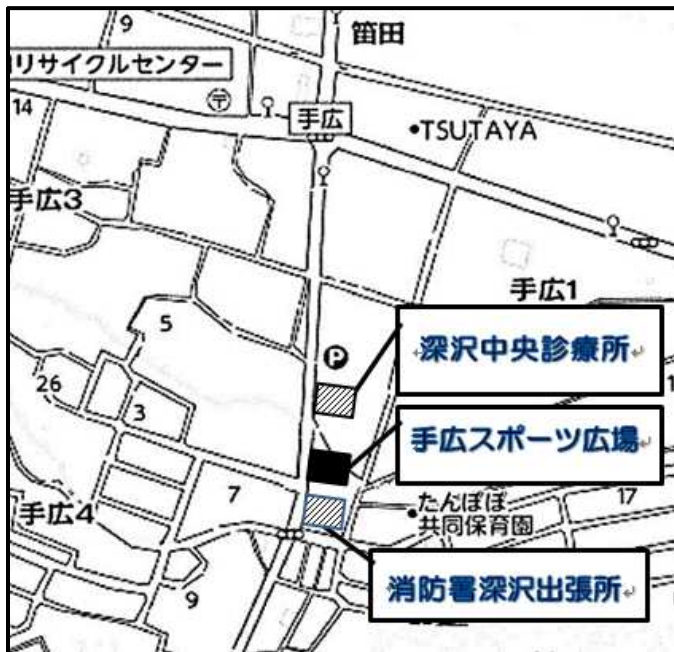 9
笛田
リサイクルセンター
14
手広
TSUTAYA
手広3
手広1
5
P
深沢中央診療所
26
3
手広スポーツ広場
7
たんぽぽ
共同保育園
17
手広4
消防署深沢出張所
9